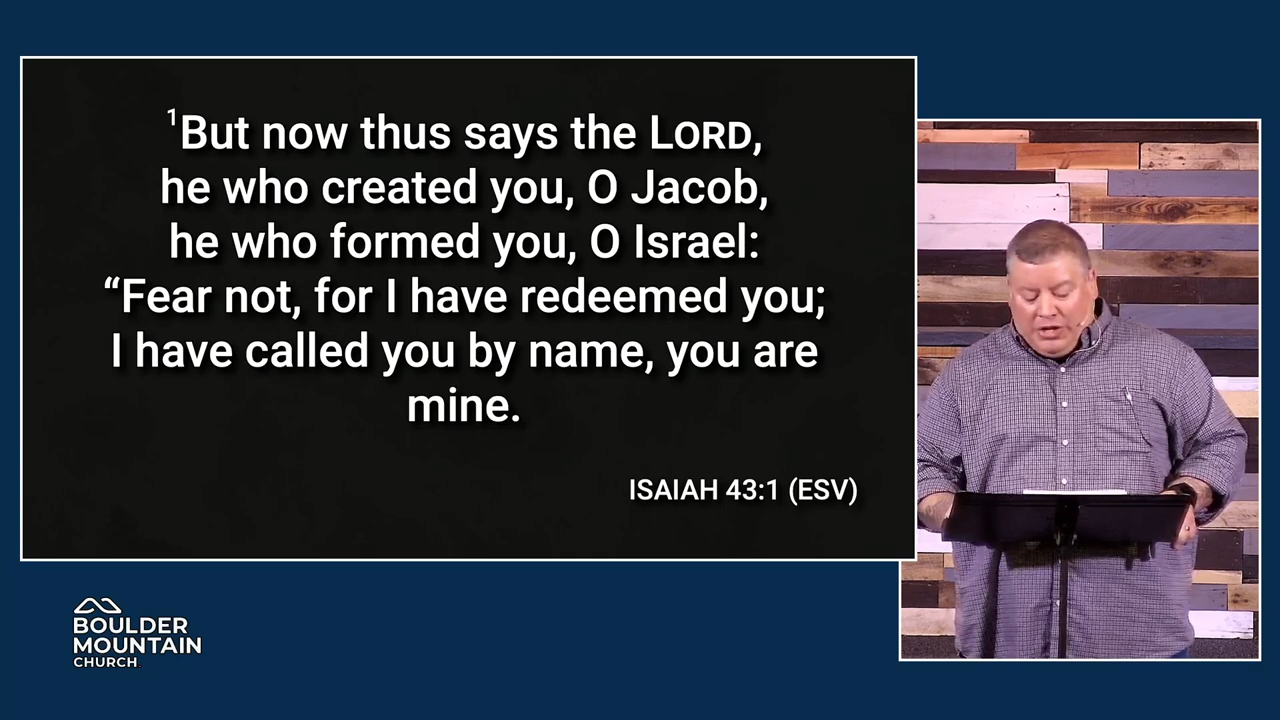 ¹But now thus says the LORD,
he who created you, O Jacob,
he who formed you, O Israel:
“Fear not, for I have redeemed you;
I have called you by name, you are
mine.
ISAIAH 43:1 (ESV)
BOULDER
MOUNTAIN
CHURCH